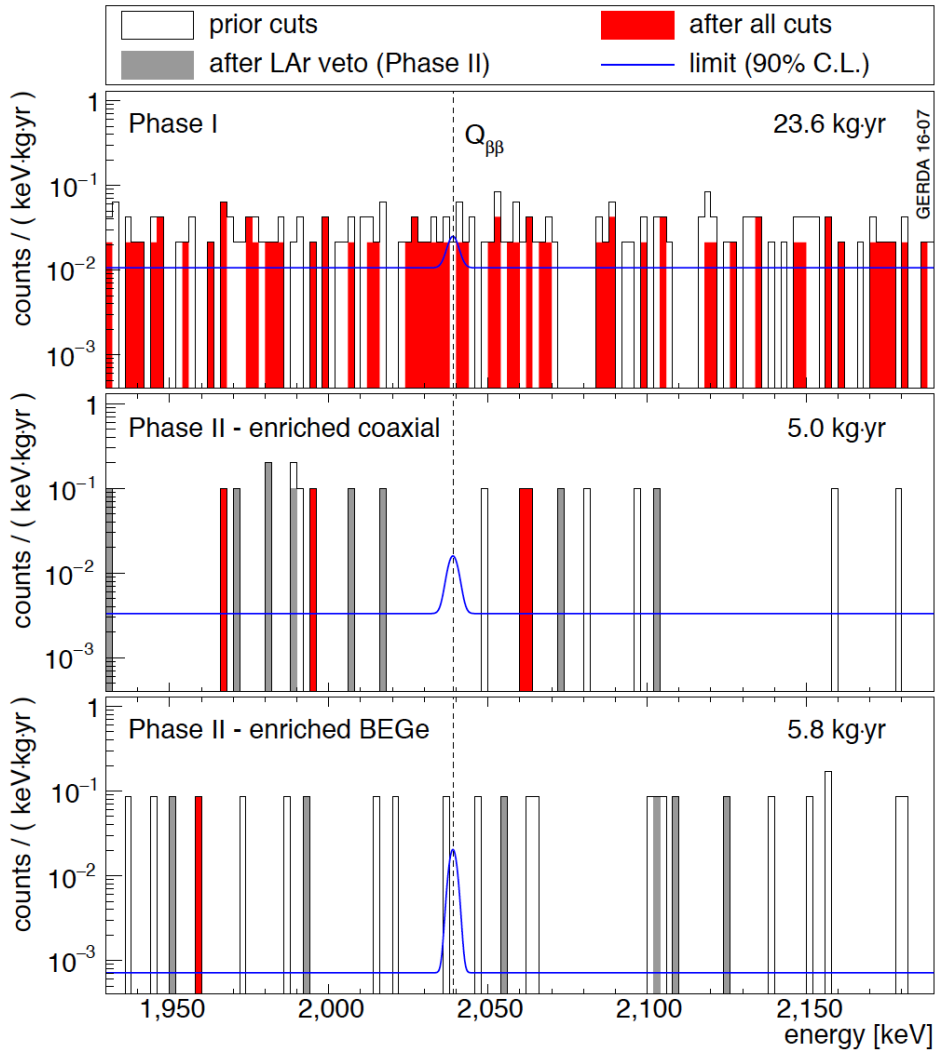 prior cuts
after all cuts
after LAr veto (Phase II)
limit (90% C.L.)
counts / ( keV·kg·yr)
1
10⁻¹
10⁻²
10⁻³
Phase I
Qββ
23.6 kg·yr
GERDA 16-07
counts / ( keV·kg·yr)
1
10⁻¹
10⁻²
10⁻³
Phase II - enriched coaxial
5.0 kg·yr
counts / ( keV·kg·yr)
1
10⁻¹
10⁻²
10⁻³
Phase II - enriched BEGe
5.8 kg·yr
1,950
2,000
2,050
2,100
2,150
energy [keV]